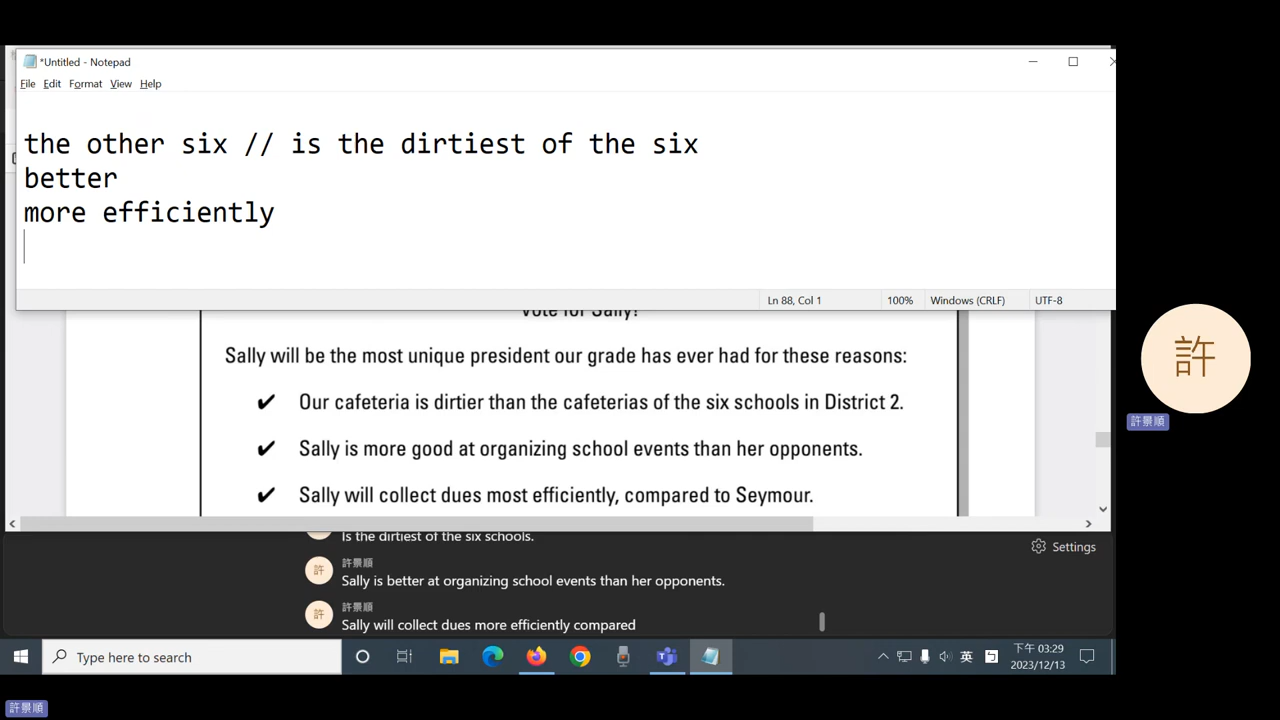 *Untitled - Notepad
File Edit Format View Help
the other six // is the dirtiest of the six
better
more efficiently
Ln 88, Col 1 100% Windows (CRLF) UTF-8
Vote for Sally!
Sally will be the most unique president our grade has ever had for these reasons:
✔ Our cafeteria is dirtier than the cafeterias of the six schools in District 2.
✔ Sally is more good at organizing school events than her opponents.
✔ Sally will collect dues most efficiently, compared to Seymour.
Is the dirtiest of the six schools.
Settings
許 許景順
Sally is better at organizing school events than her opponents.
許 許景順
Sally will collect dues more efficiently compared
Type here to search
英
下午 03:29
2023/12/13
許
許景順
許景順